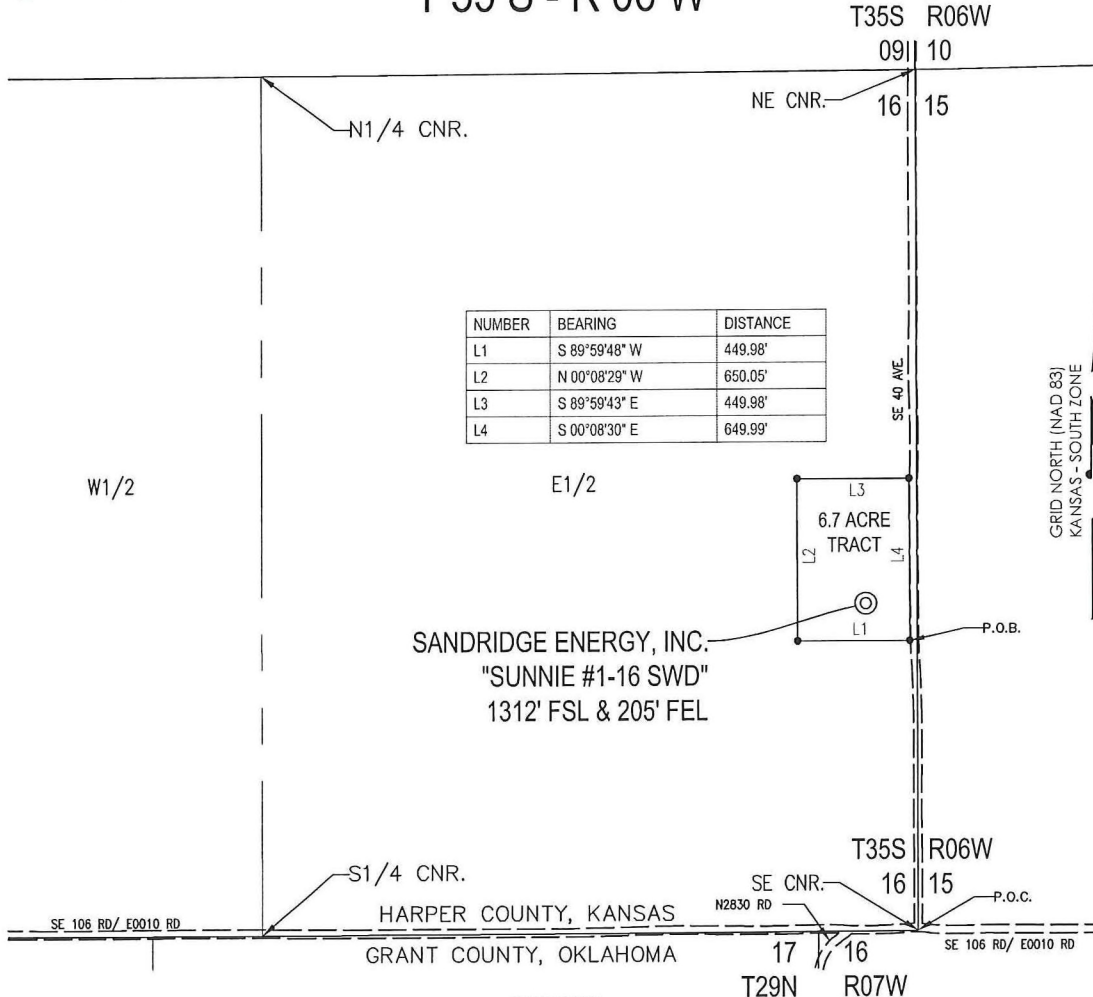 T35S R06W
09 10
NE CNR.
16 15
N1/4 CNR.
NUMBER BEARING DISTANCE
L1 S 89°59'48" W 449.98'
L2 N 00°08'29" W 650.05'
L3 S 89°59'43" E 449.98'
L4 S 00°08'30" E 649.99'
SE 40 AVE.
GRID NORTH (NAD 83)
KANSAS - SOUTH ZONE
W1/2
E1/2
L3
6.7 ACRE
TRACT
L2
L4
L1
P.O.B.
SANDRIDGE ENERGY, INC.
"SUNNIE #1-16 SWD"
1312' FSL & 205' FEL
T35S R06W
S1/4 CNR.
SE CNR.
16 15
N2830 RD
P.O.C.
SE 106 RD/ E0010 RD
HARPER COUNTY, KANSAS
GRANT COUNTY, OKLAHOMA
17 16
SE 106 RD/ E0010 RD
T29N R07W